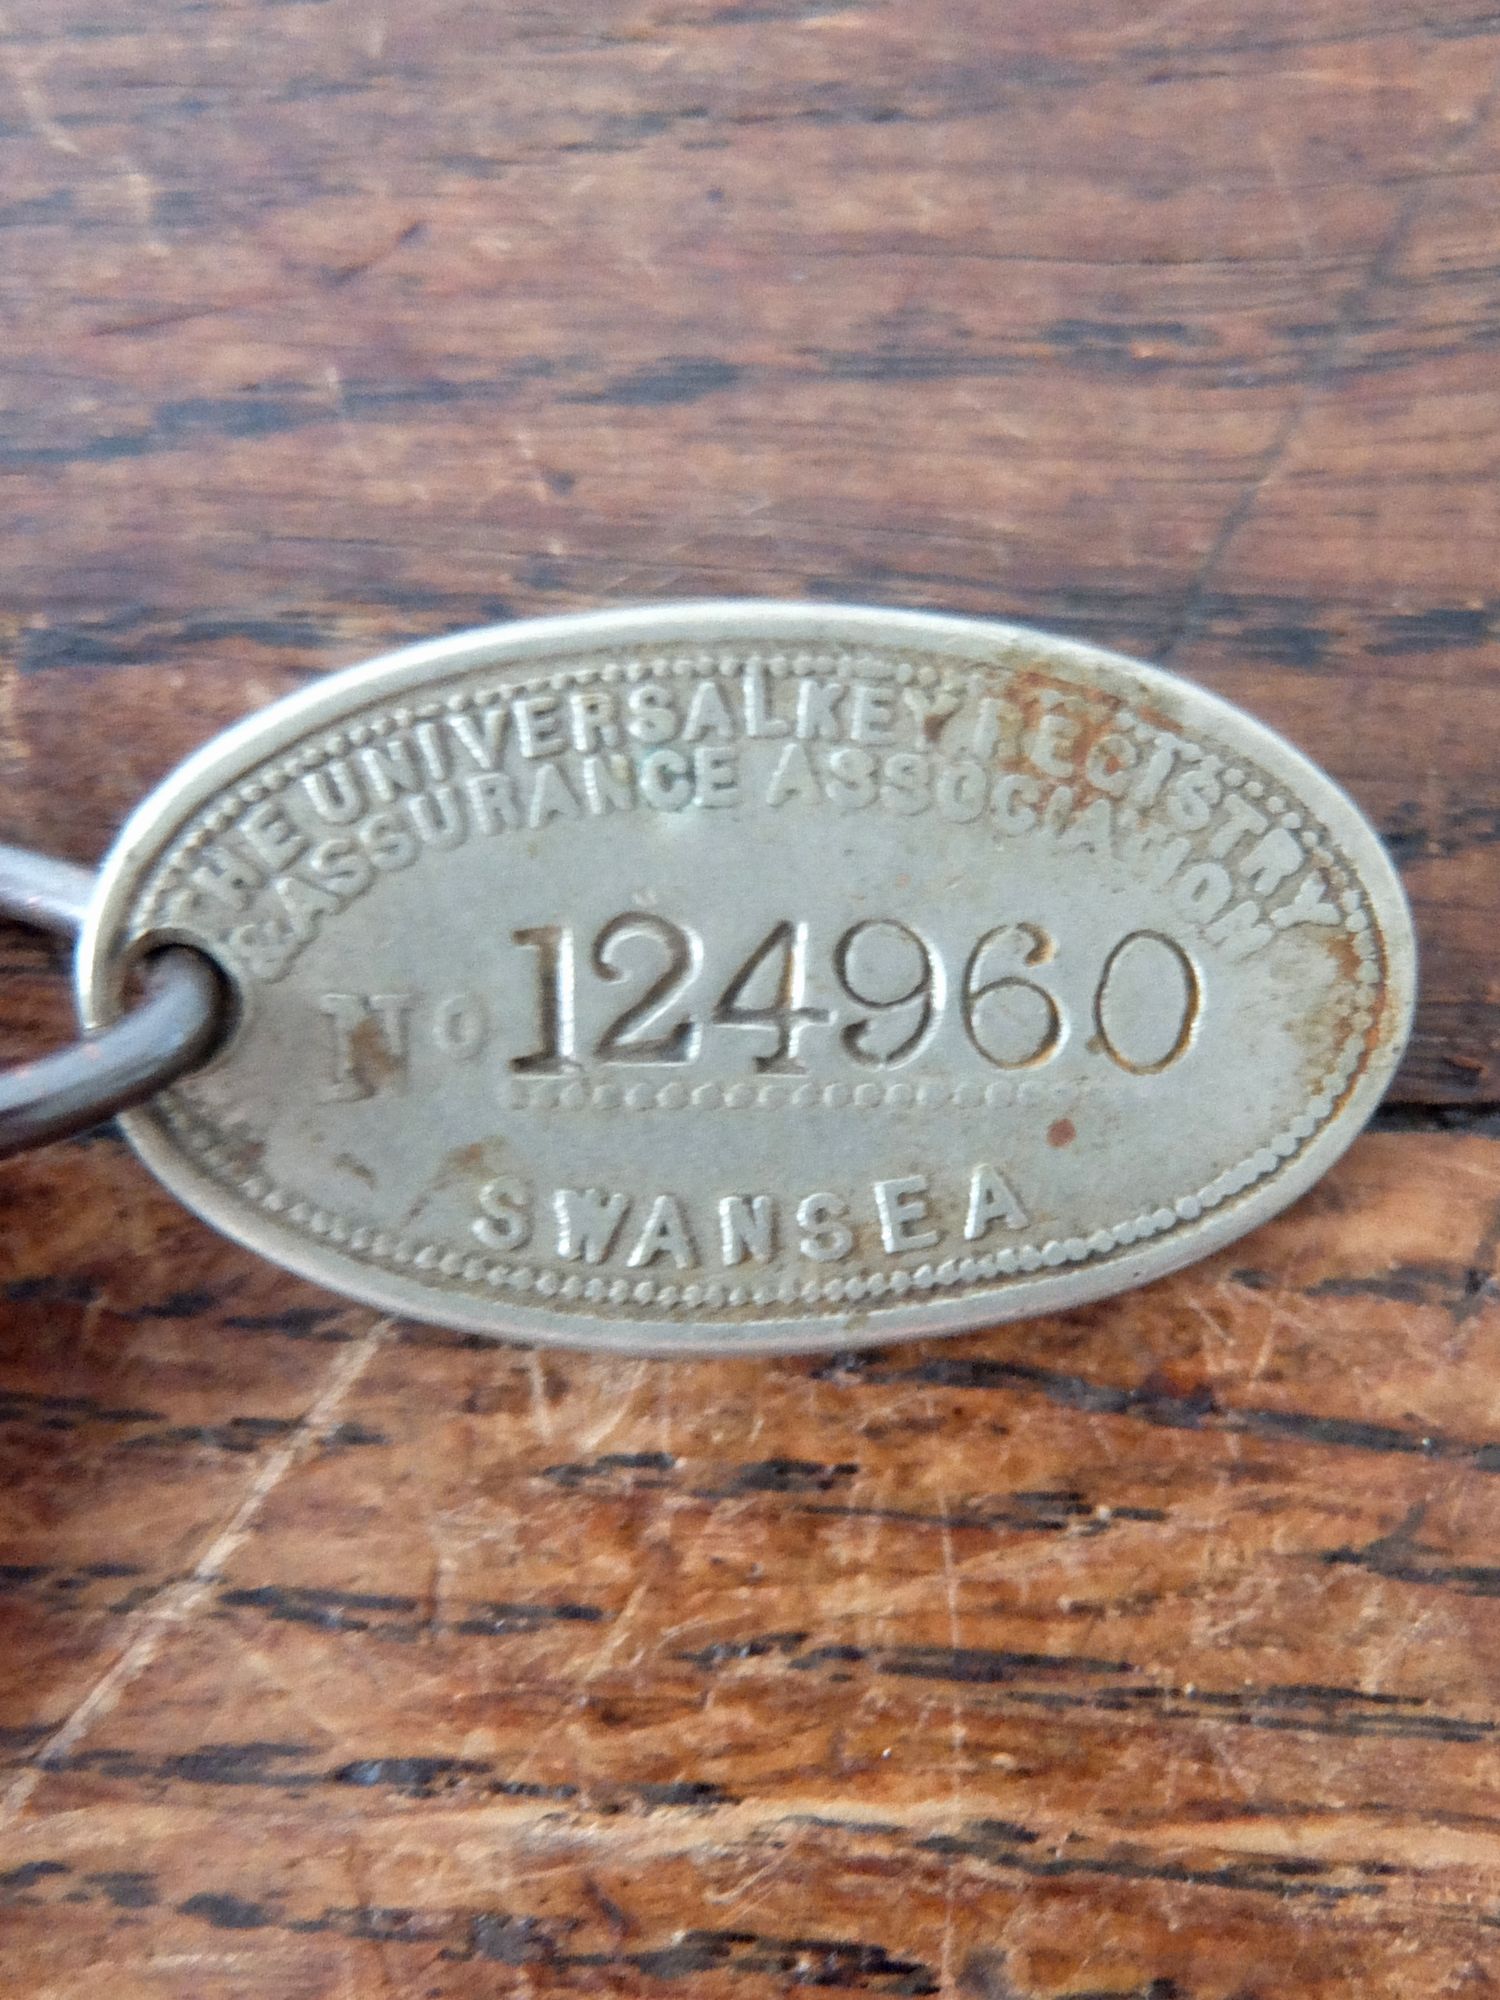 THE UNIVERSAL KEY REGISTRY
& ASSURANCE ASSOCIATION
No 124960
SWANSEA